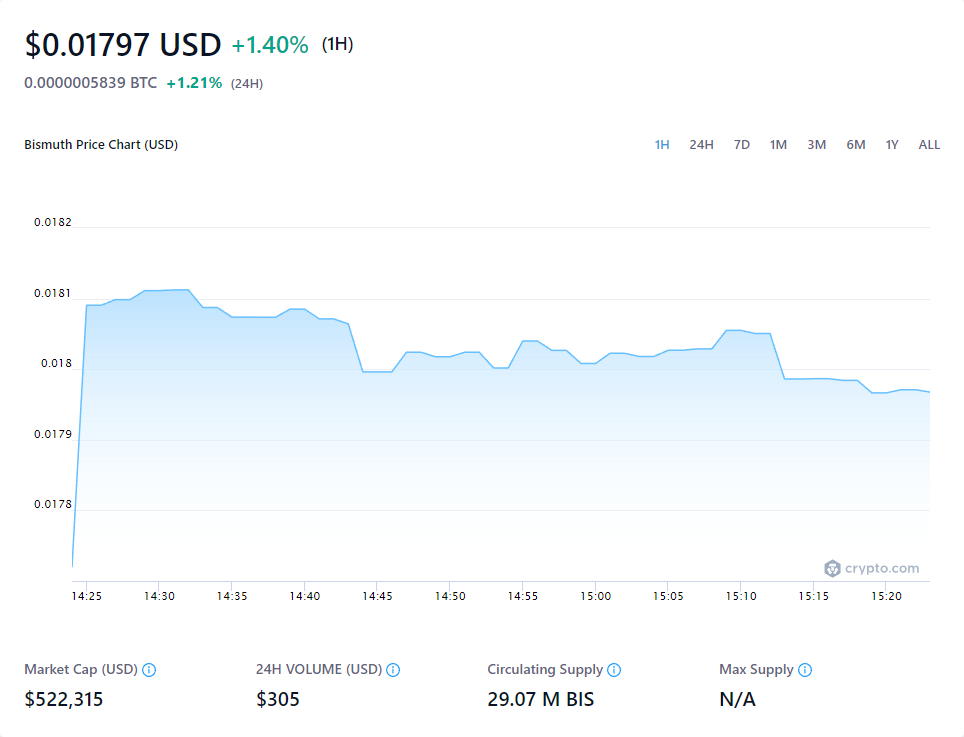 $0.01797 USD +1.40% (1H)
0.0000005839 BTC +1.21% (24H)
Bismuth Price Chart (USD) 1H 24H 7D 1M 3M 6M 1Y ALL
0.0182
0.0181
0.018
0.0179
0.0178
crypto.com
14:25 14:30 14:35 14:40 14:45 14:50 14:55 15:00 15:05 15:10 15:15 15:20
Market Cap (USD) 24H VOLUME (USD) Circulating Supply Max Supply
$522,315 $305 29.07 M BIS N/A